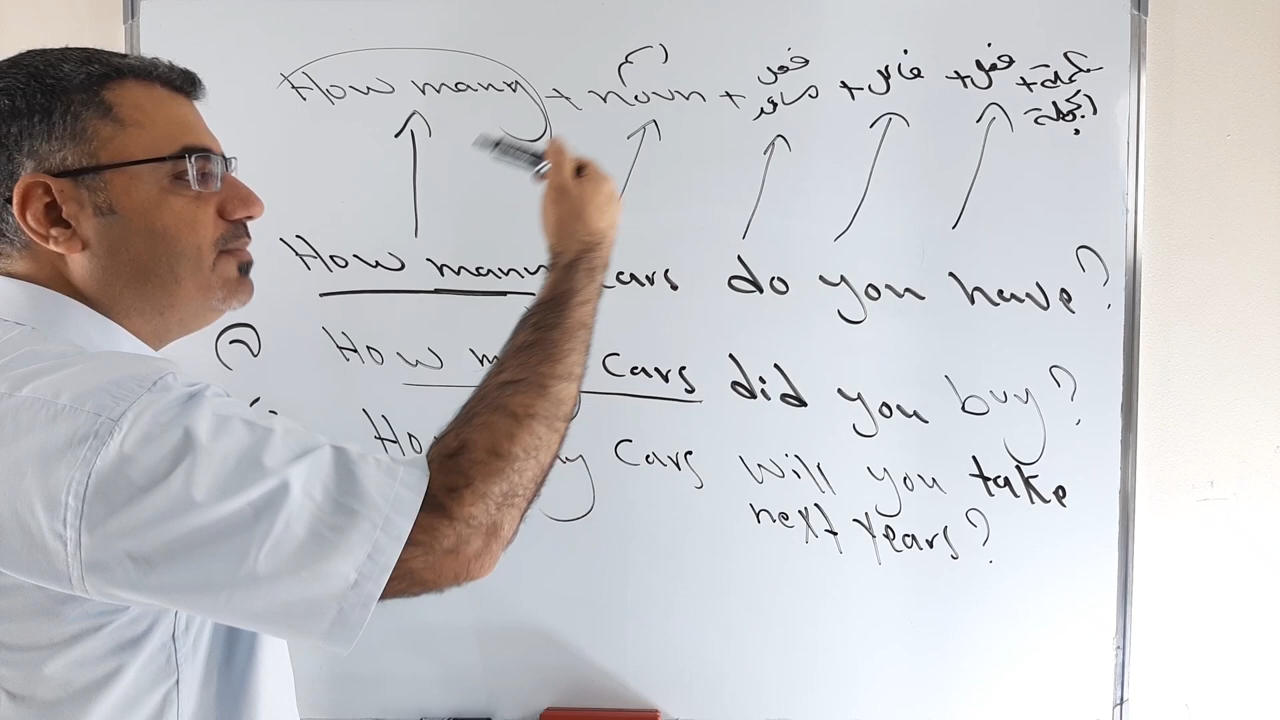 How many + noun + فعل مساعد + فاعل + فعل + تكملة الجملة
(ج)
How many cars do you have?
How many cars did you buy?
How many cars will you take
next years?